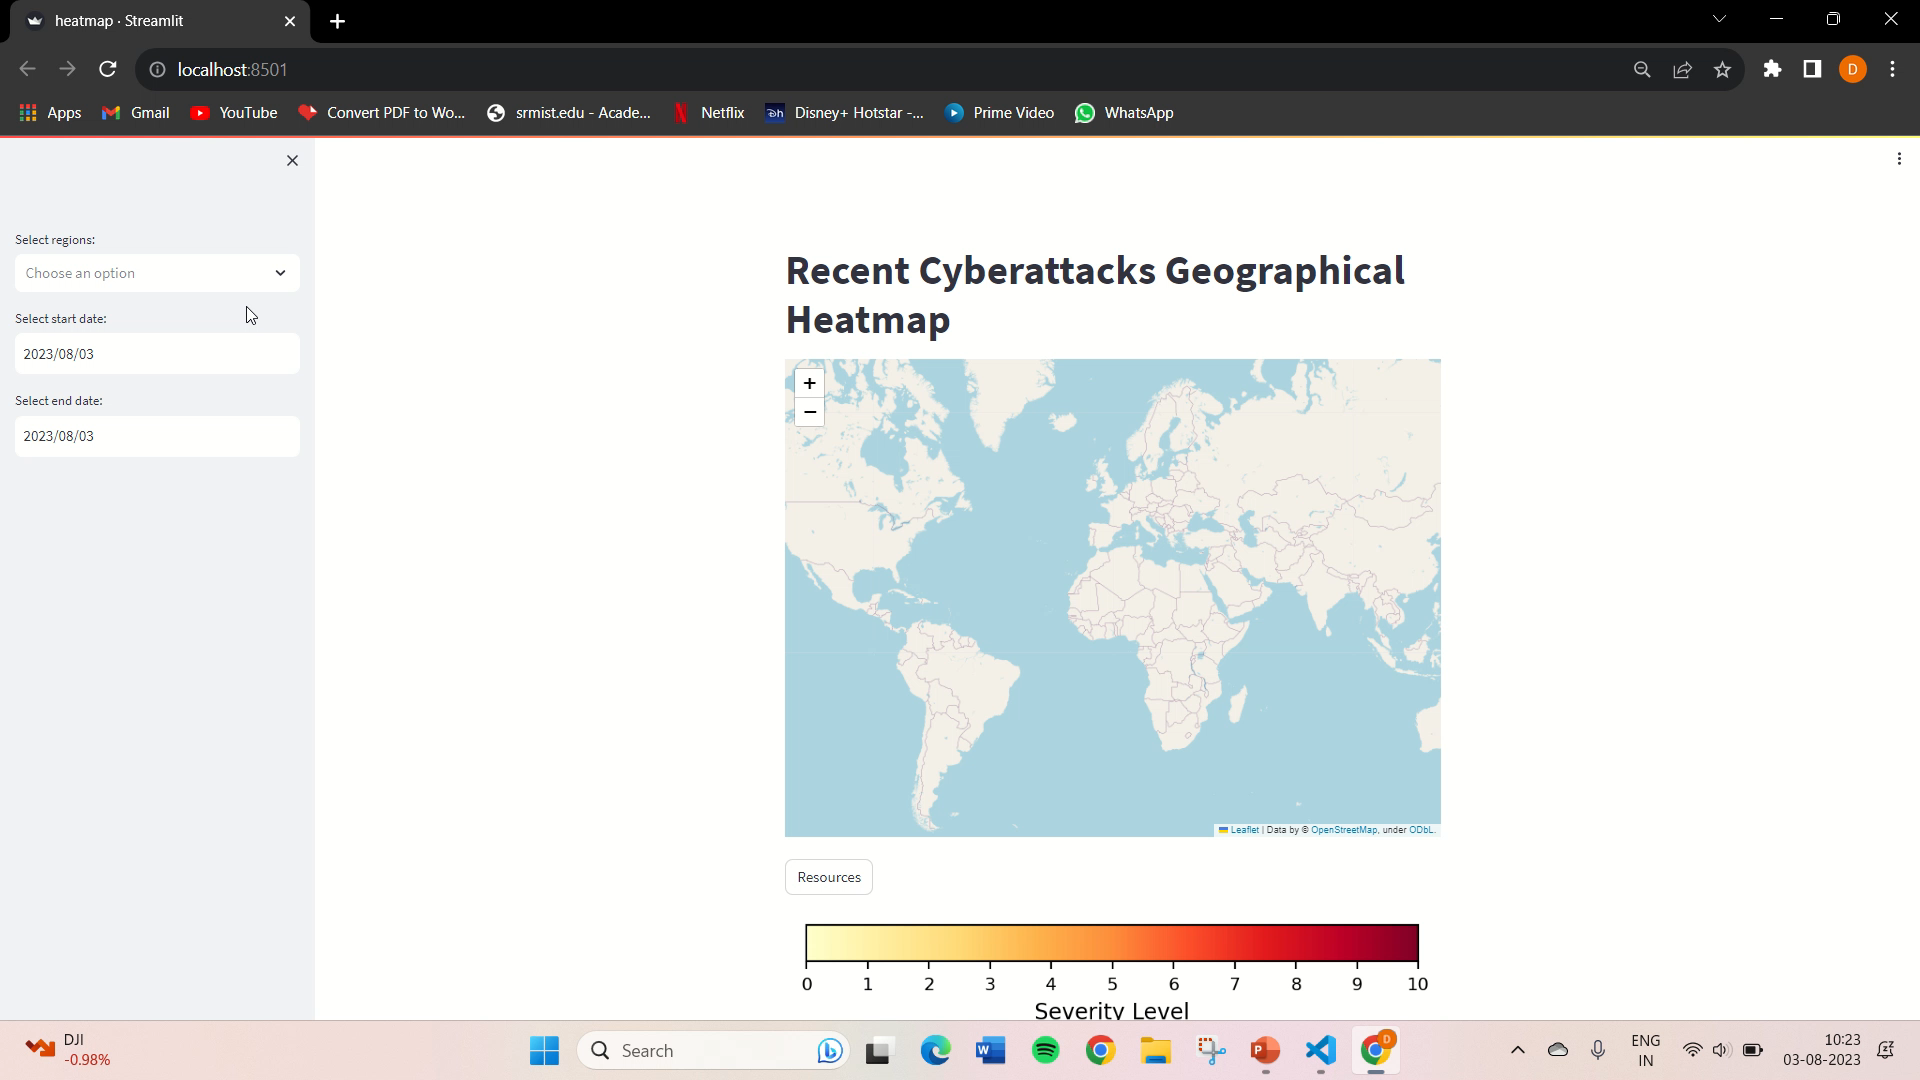 heatmap · Streamlit
localhost:8501
D
Apps
Gmail
YouTube
Convert PDF to Wo...
srmist.edu - Acade...
Netflix
Disney+ Hotstar -...
Prime Video
WhatsApp
Select regions:
Choose an option
Select start date:
2023/08/03
Select end date:
2023/08/03
Recent Cyberattacks Geographical
Heatmap
+
−
Leaflet | Data by © OpenStreetMap, under ODbL.
Resources
0 1 2 3 4 5 6 7 8 9 10
Severity Level
DJI
-0.98%
Search
ENG
IN
10:23
03-08-2023